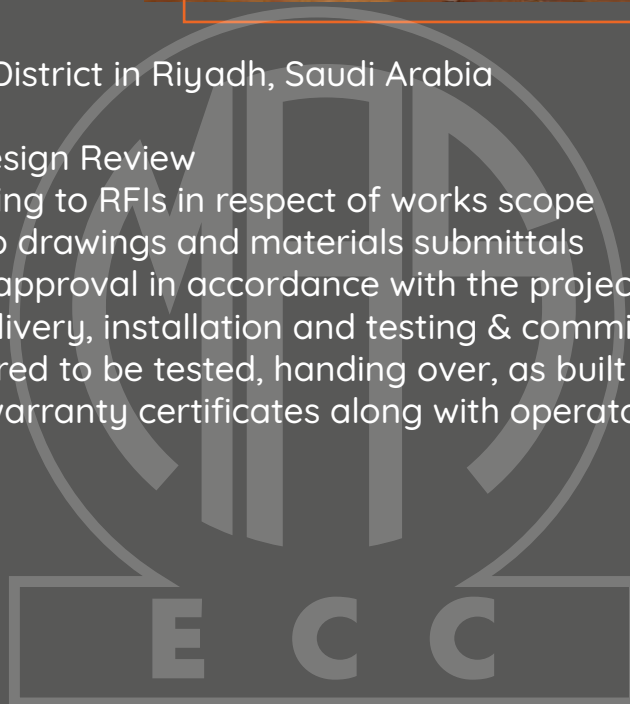 District in Riyadh, Saudi Arabia
esign Review
ing to RFIs in respect of works scope
o drawings and materials submittals
approval in accordance with the projec
livery, installation and testing & commi
red to be tested, handing over, as built
warranty certificates along with operato
E C C